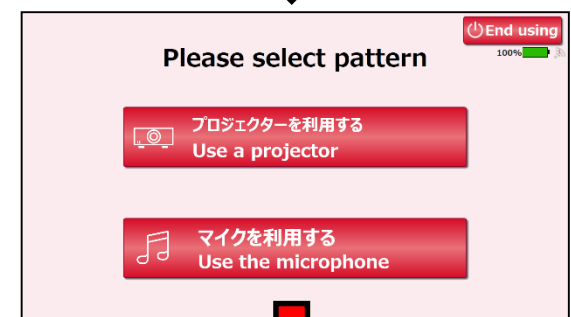 End using
100%
Please select pattern
プロジェクターを利用する
Use a projector
マイクを利用する
Use the microphone